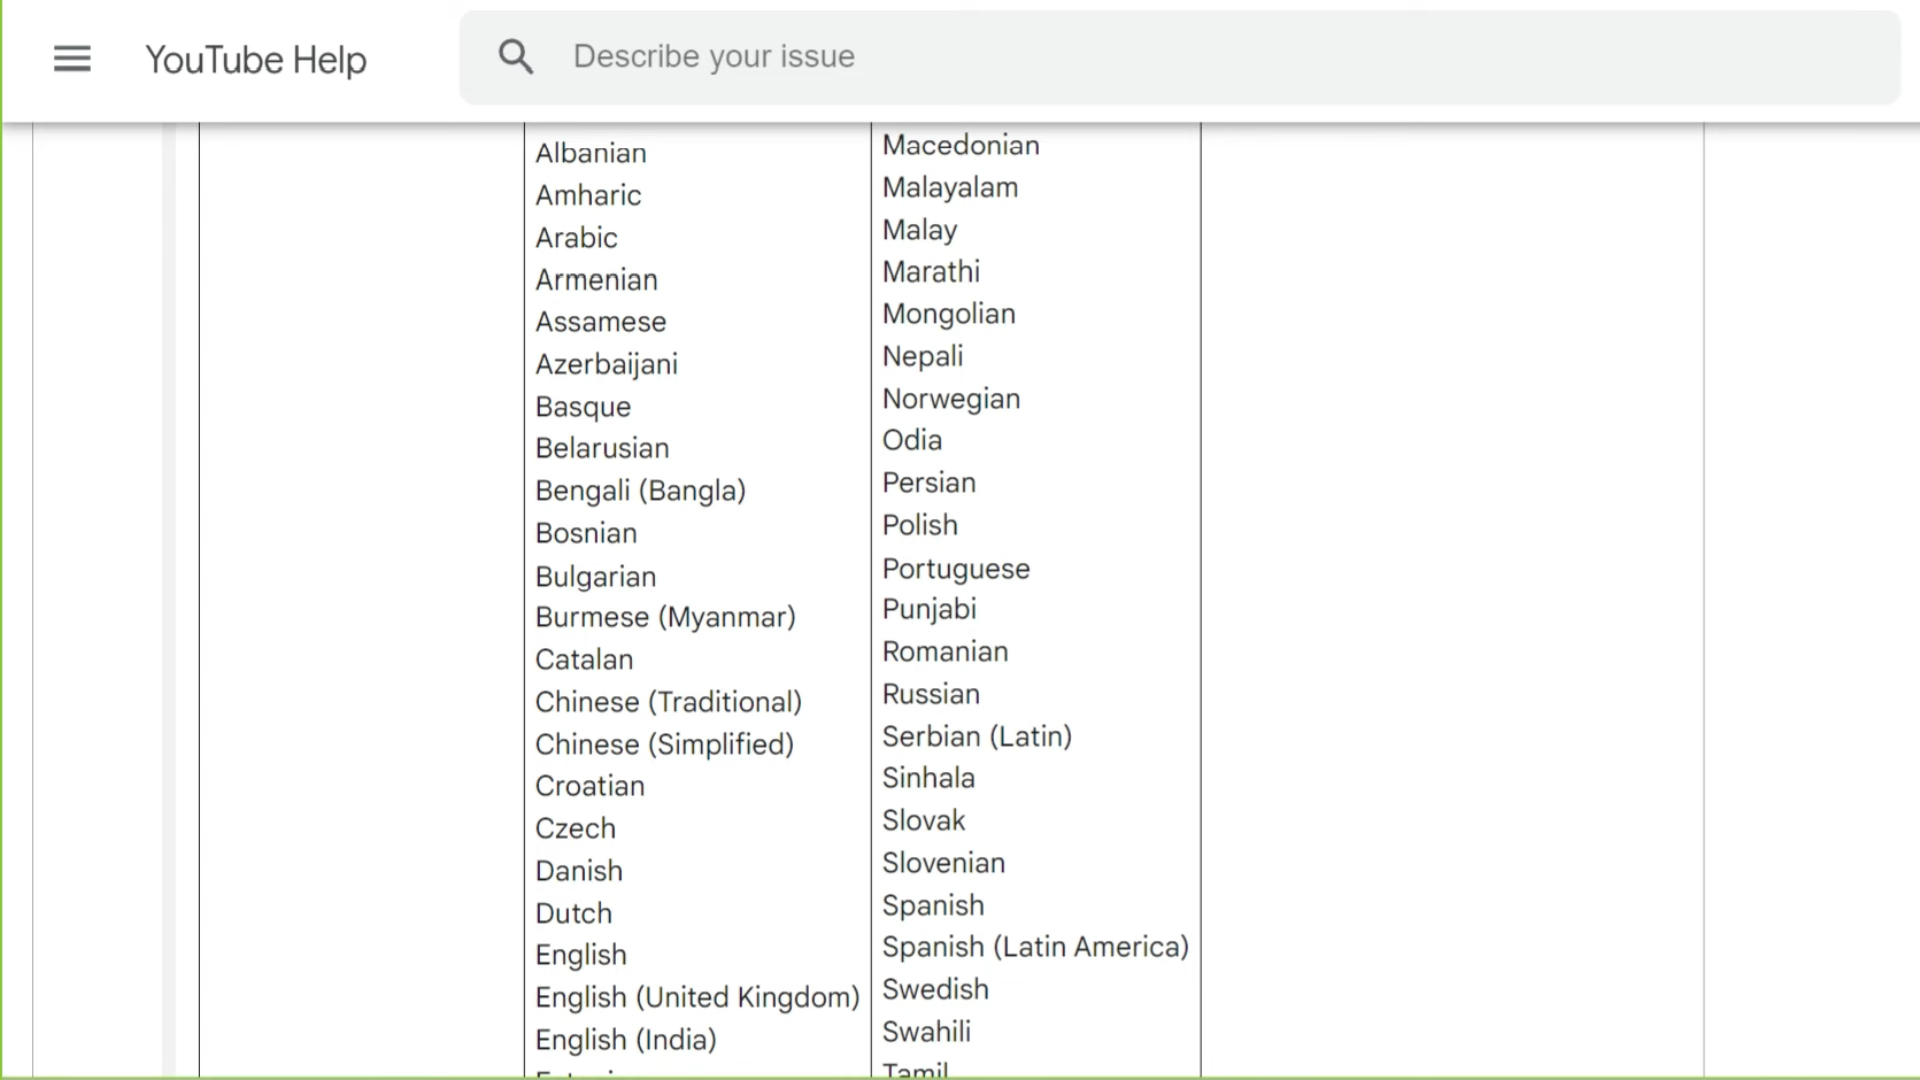 YouTube Help
Describe your issue
Albanian
Amharic
Arabic
Armenian
Assamese
Azerbaijani
Basque
Belarusian
Bengali (Bangla)
Bosnian
Bulgarian
Burmese (Myanmar)
Catalan
Chinese (Traditional)
Chinese (Simplified)
Croatian
Czech
Danish
Dutch
English
English (United Kingdom)
English (India)
Macedonian
Malayalam
Malay
Marathi
Mongolian
Nepali
Norwegian
Odia
Persian
Polish
Portuguese
Punjabi
Romanian
Russian
Serbian (Latin)
Sinhala
Slovak
Slovenian
Spanish
Spanish (Latin America)
Swedish
Swahili
Tamil